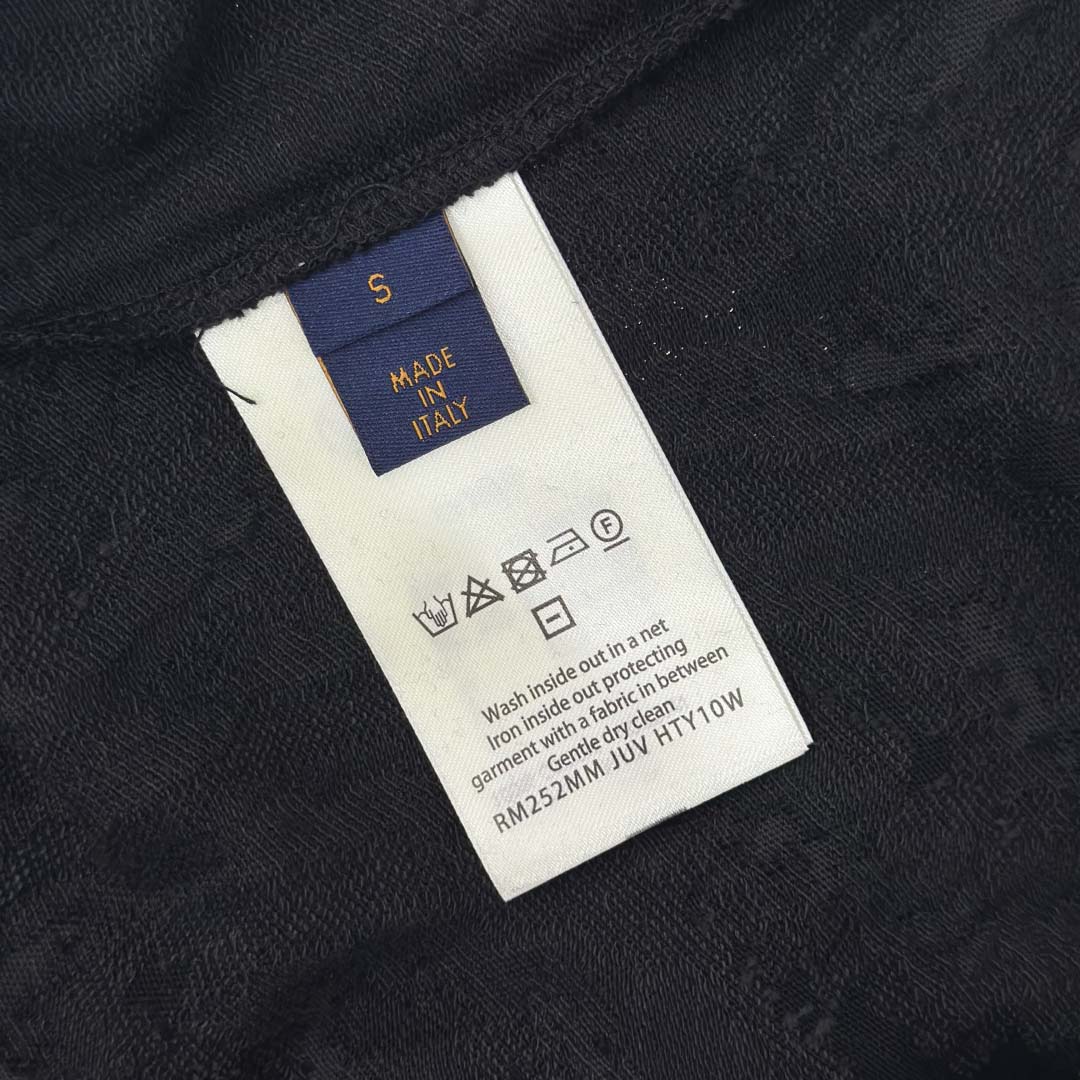 S
MADE
IN
ITALY
F
Wash inside out in a net
Iron inside out protecting
garment with a fabric in between
Gentle dry clean
RM252MM JUV HTY10W